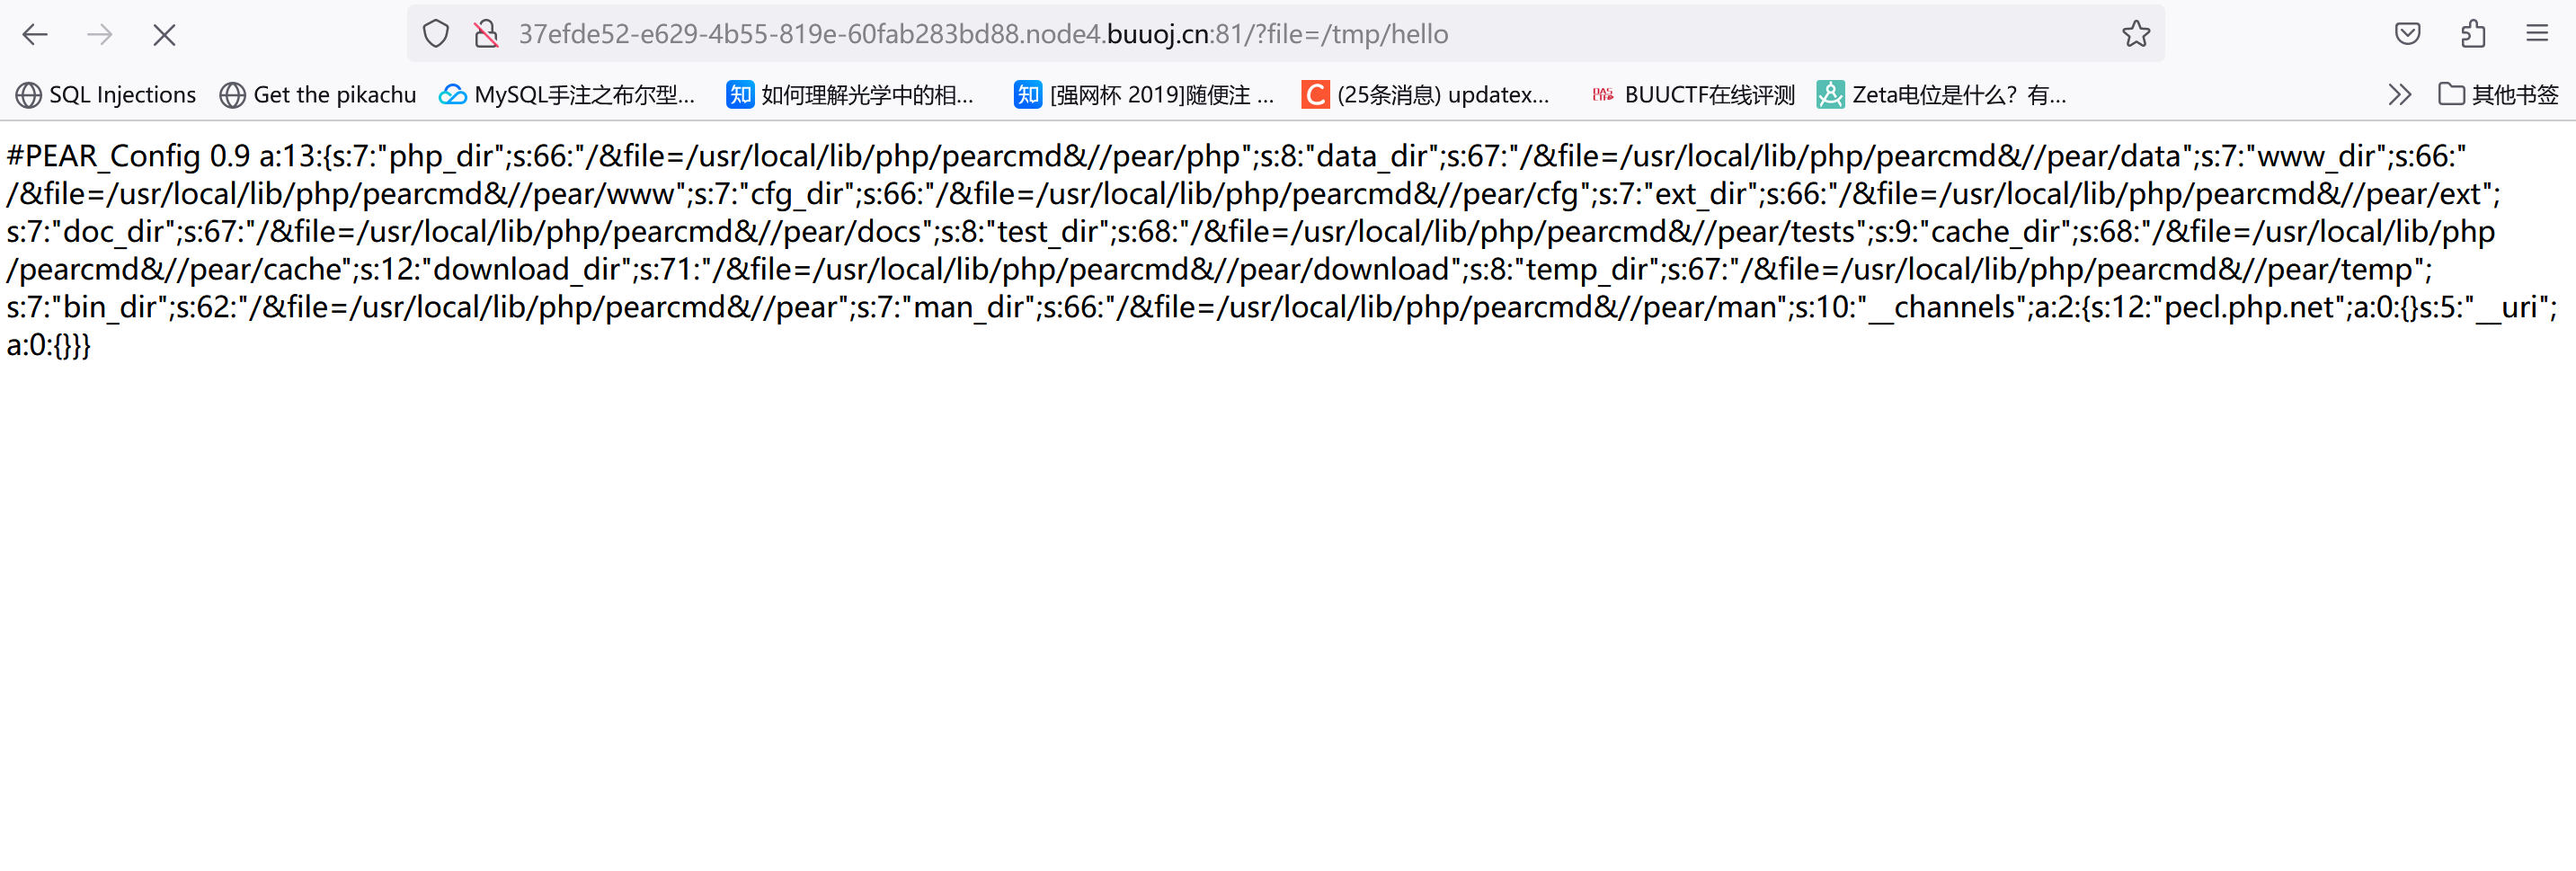 37efde52-e629-4b55-819e-60fab283bd88.node4.buuoj.cn:81/?file=/tmp/hello
SQL Injections Get the pikachu MySQL手注之布尔型... 知 如何理解光学中的相... 知 [强网杯 2019]随便注 ... C (25条消息) updatex... BUUCTF在线评测 Zeta电位是什么？有... 其他书签
#PEAR_Config 0.9 a:13:{s:7:"php_dir";s:66:"/&file=/usr/local/lib/php/pearcmd&//pear/php";s:8:"data_dir";s:67:"/&file=/usr/local/lib/php/pearcmd&//pear/data";s:7:"www_dir";s:66:"
/&file=/usr/local/lib/php/pearcmd&//pear/www";s:7:"cfg_dir";s:66:"/&file=/usr/local/lib/php/pearcmd&//pear/cfg";s:7:"ext_dir";s:66:"/&file=/usr/local/lib/php/pearcmd&//pear/ext";
s:7:"doc_dir";s:67:"/&file=/usr/local/lib/php/pearcmd&//pear/docs";s:8:"test_dir";s:68:"/&file=/usr/local/lib/php/pearcmd&//pear/tests";s:9:"cache_dir";s:68:"/&file=/usr/local/lib/php
/pearcmd&//pear/cache";s:12:"download_dir";s:71:"/&file=/usr/local/lib/php/pearcmd&//pear/download";s:8:"temp_dir";s:67:"/&file=/usr/local/lib/php/pearcmd&//pear/temp";
s:7:"bin_dir";s:62:"/&file=/usr/local/lib/php/pearcmd&//pear";s:7:"man_dir";s:66:"/&file=/usr/local/lib/php/pearcmd&//pear/man";s:10:"__channels";a:2:{s:12:"pecl.php.net";a:0:{}s:5:"__uri";
a:0:{}}}